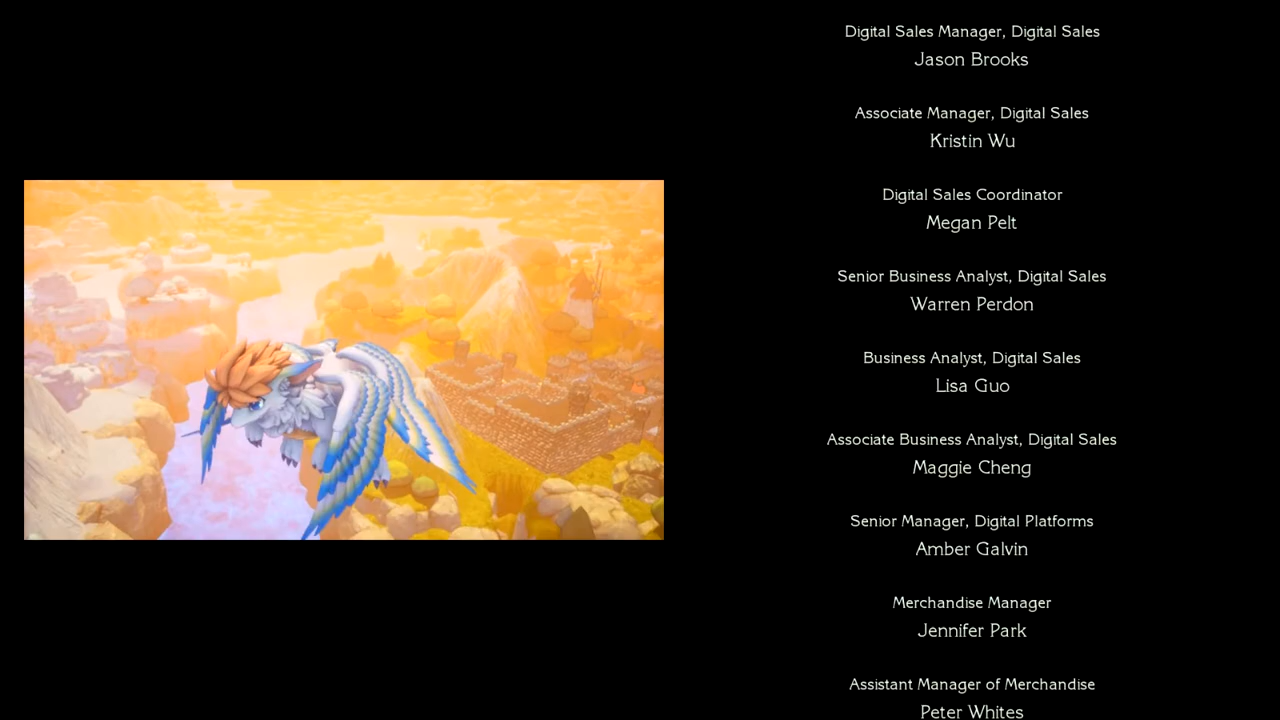 Digital Sales Manager, Digital Sales
Jason Brooks
Associate Manager, Digital Sales
Kristin Wu
Digital Sales Coordinator
Megan Pelt
Senior Business Analyst, Digital Sales
Warren Perdon
Business Analyst, Digital Sales
Lisa Guo
Associate Business Analyst, Digital Sales
Maggie Cheng
Senior Manager, Digital Platforms
Amber Galvin
Merchandise Manager
Jennifer Park
Assistant Manager of Merchandise
Peter Whites